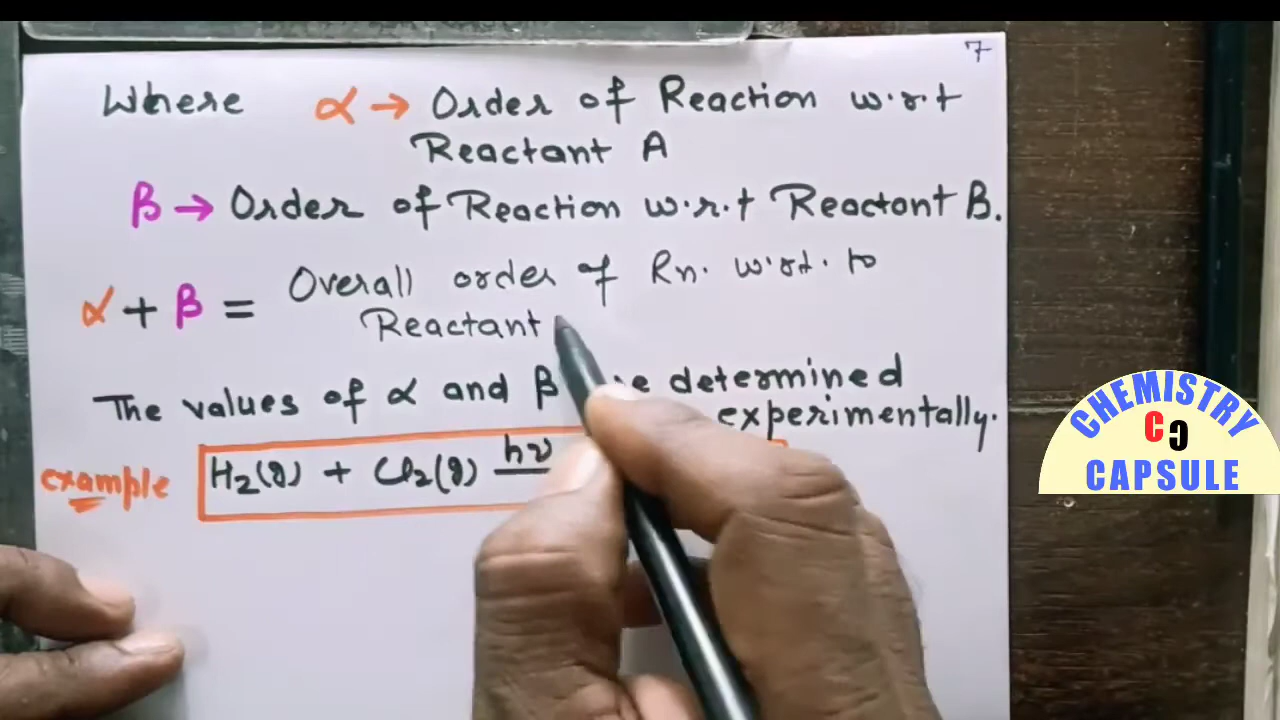 7
Where α → Order of Reaction w.r.t
Reactant A
β → Order of Reaction w.r.t Reactant B.
α + β = Overall order of Rn. w.r.t. to
Reactant
The values of α and β determined
experimentally.
example H₂(g) + Cl₂(g) hν
CHEMISTRY
CC
CAPSULE